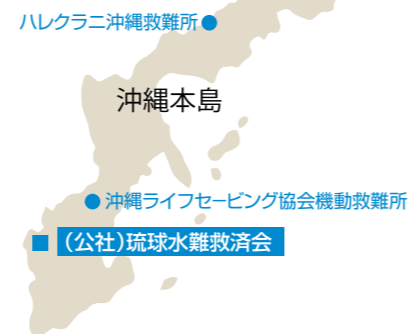 ハレクラニ沖縄救難所
沖縄本島
沖縄ライフセービング協会機動救難所
（公社）琉球水難救済会